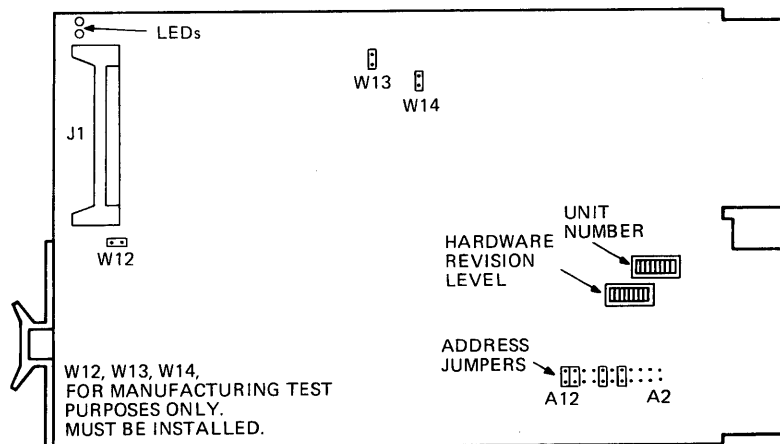 LEDs
W13
W14
J1
W12
UNIT
NUMBER
HARDWARE
REVISION
LEVEL
ADDRESS
JUMPERS
A12
A2
W12, W13, W14,
FOR MANUFACTURING TEST
PURPOSES ONLY.
MUST BE INSTALLED.